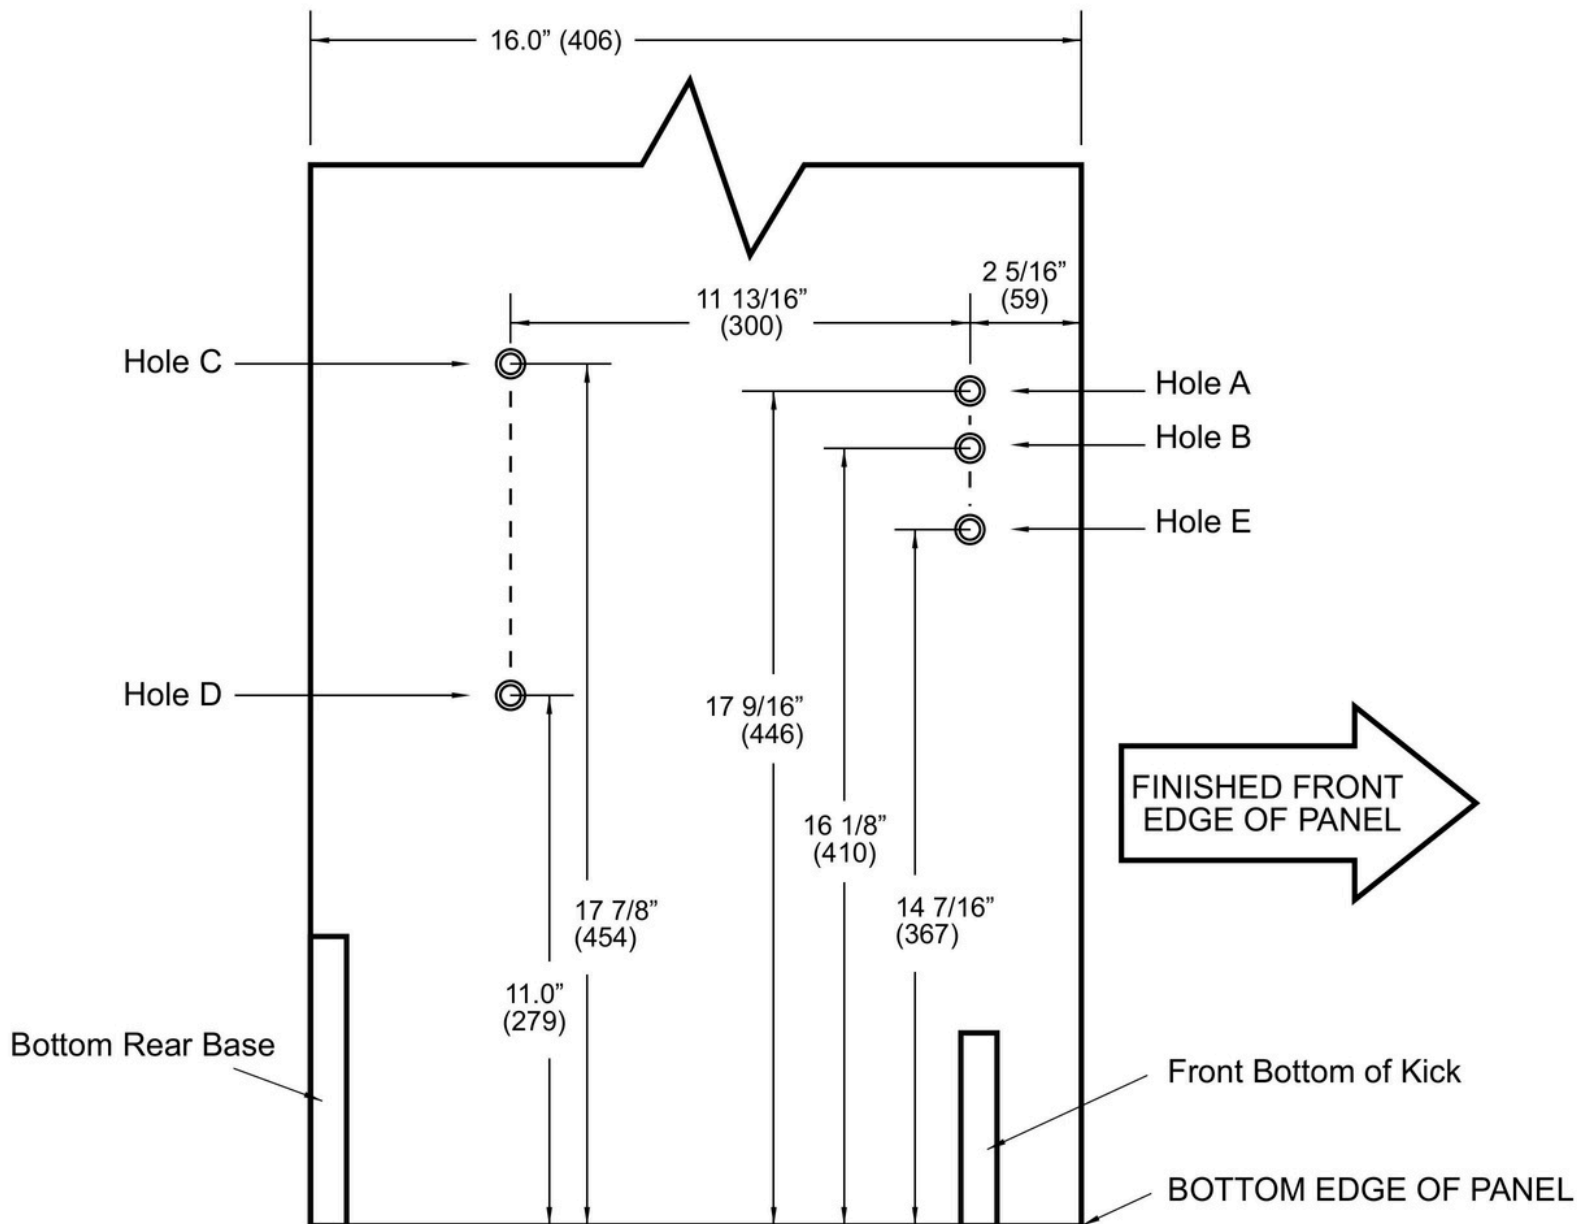 16.0” (406)
2 5/16”
(59)
11 13/16”
(300)
Hole C
Hole A
Hole B
Hole E
Hole D
17 9/16”
(446)
FINISHED FRONT
EDGE OF PANEL
16 1/8”
(410)
17 7/8”
(454)
14 7/16”
(367)
11.0”
(279)
Bottom Rear Base
Front Bottom of Kick
BOTTOM EDGE OF PANEL